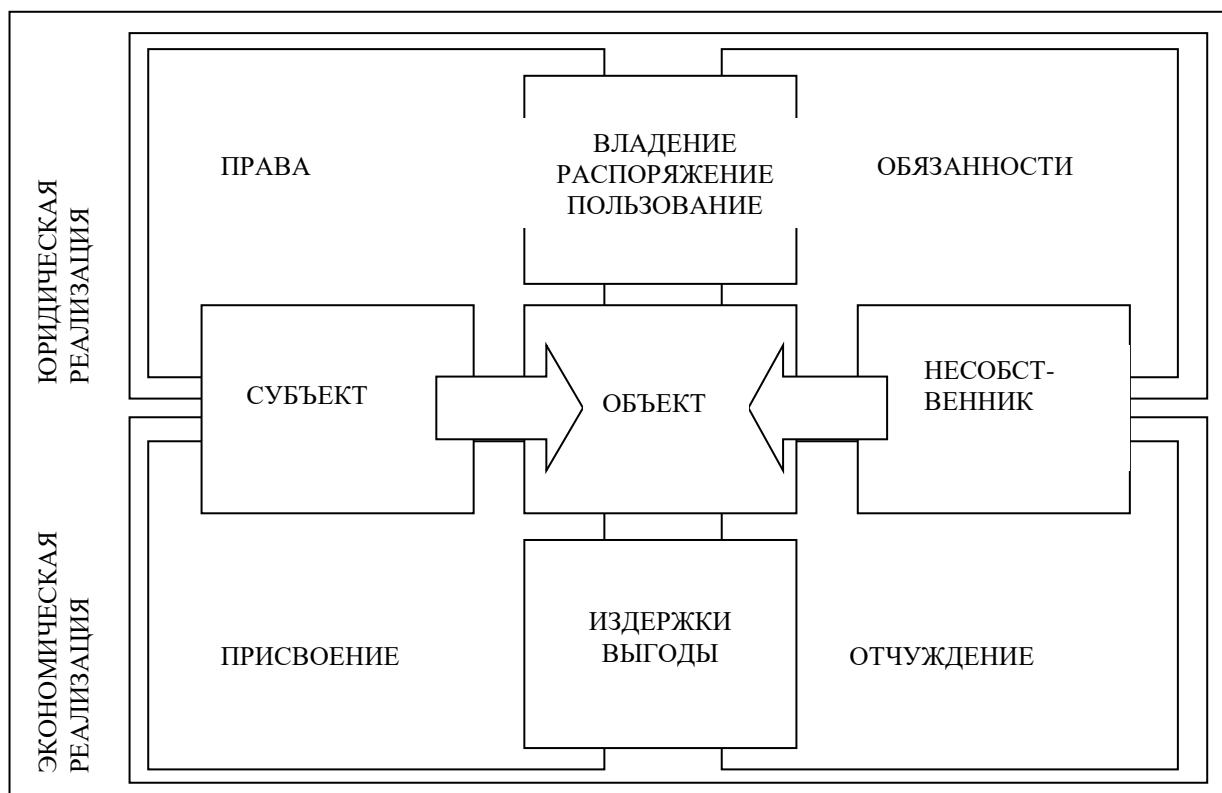 ЮРИДИЧЕСКАЯ
РЕАЛИЗАЦИЯ
ПРАВА
ВЛАДЕНИЕ
РАСПОРЯЖЕНИЕ
ПОЛЬЗОВАНИЕ
ОБЯЗАННОСТИ
СУБЪЕКТ
ОБЪЕКТ
НЕСОБСТ-
ВЕННИК
ЭКОНОМИЧЕСКАЯ
РЕАЛИЗАЦИЯ
ПРИСВОЕНИЕ
ИЗДЕРЖКИ
ВЫГОДЫ
ОТЧУЖДЕНИЕ